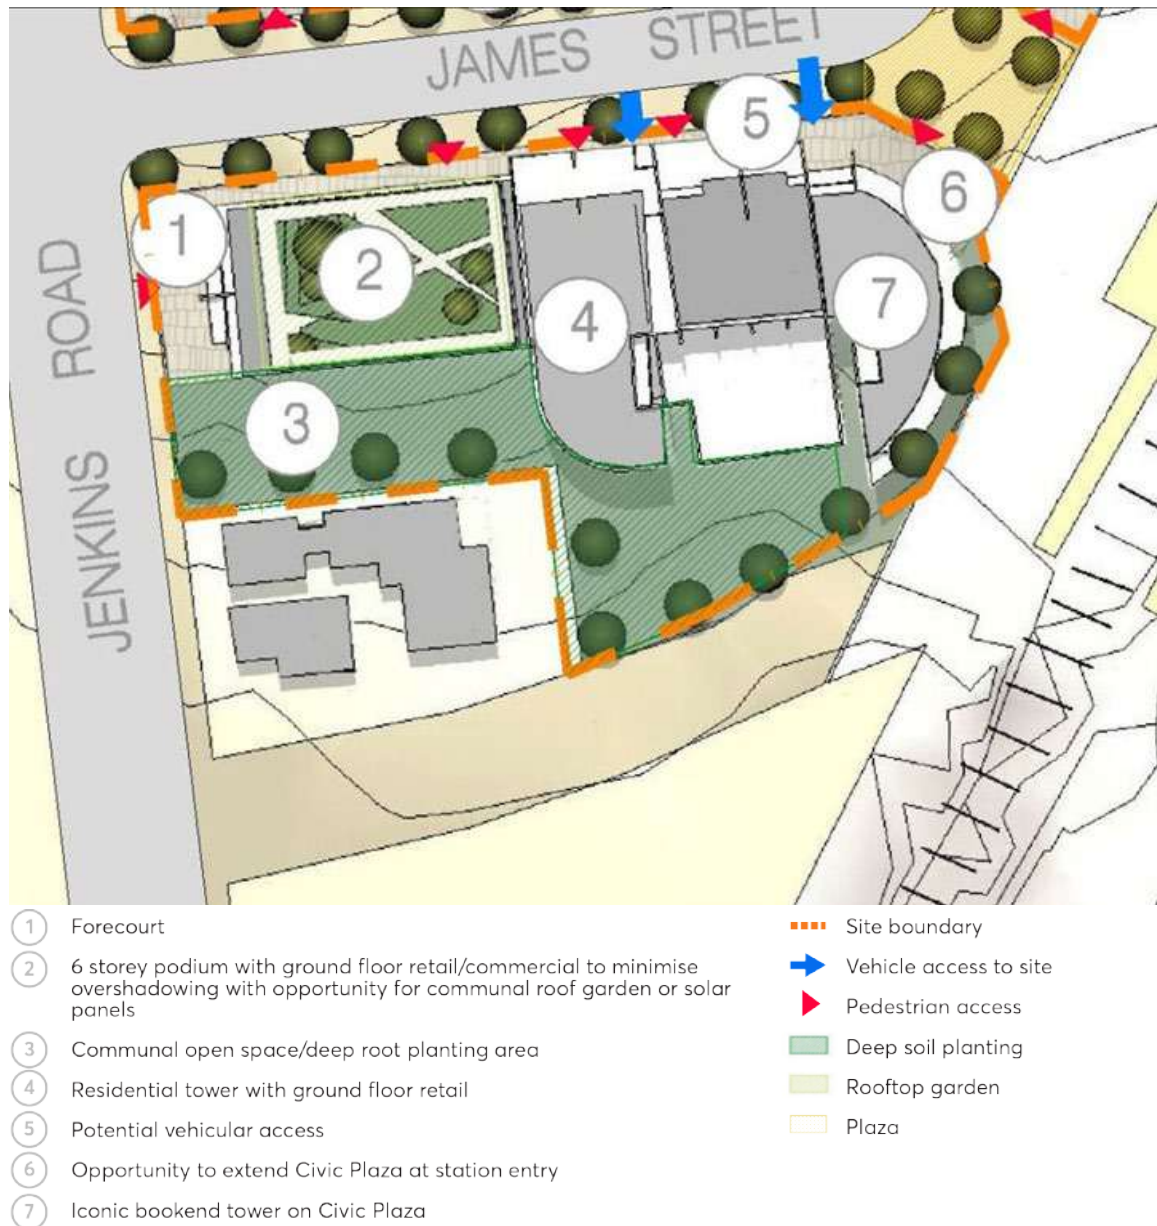 JAMES STREET
JENKINS ROAD
1
2
3
4
5
6
7
1 Forecourt
2 6 storey podium with ground floor retail/commercial to minimise
overshadowing with opportunity for communal roof garden or solar
panels
3 Communal open space/deep root planting area
4 Residential tower with ground floor retail
5 Potential vehicular access
6 Opportunity to extend Civic Plaza at station entry
7 Iconic bookend tower on Civic Plaza
Site boundary
Vehicle access to site
Pedestrian access
Deep soil planting
Rooftop garden
Plaza